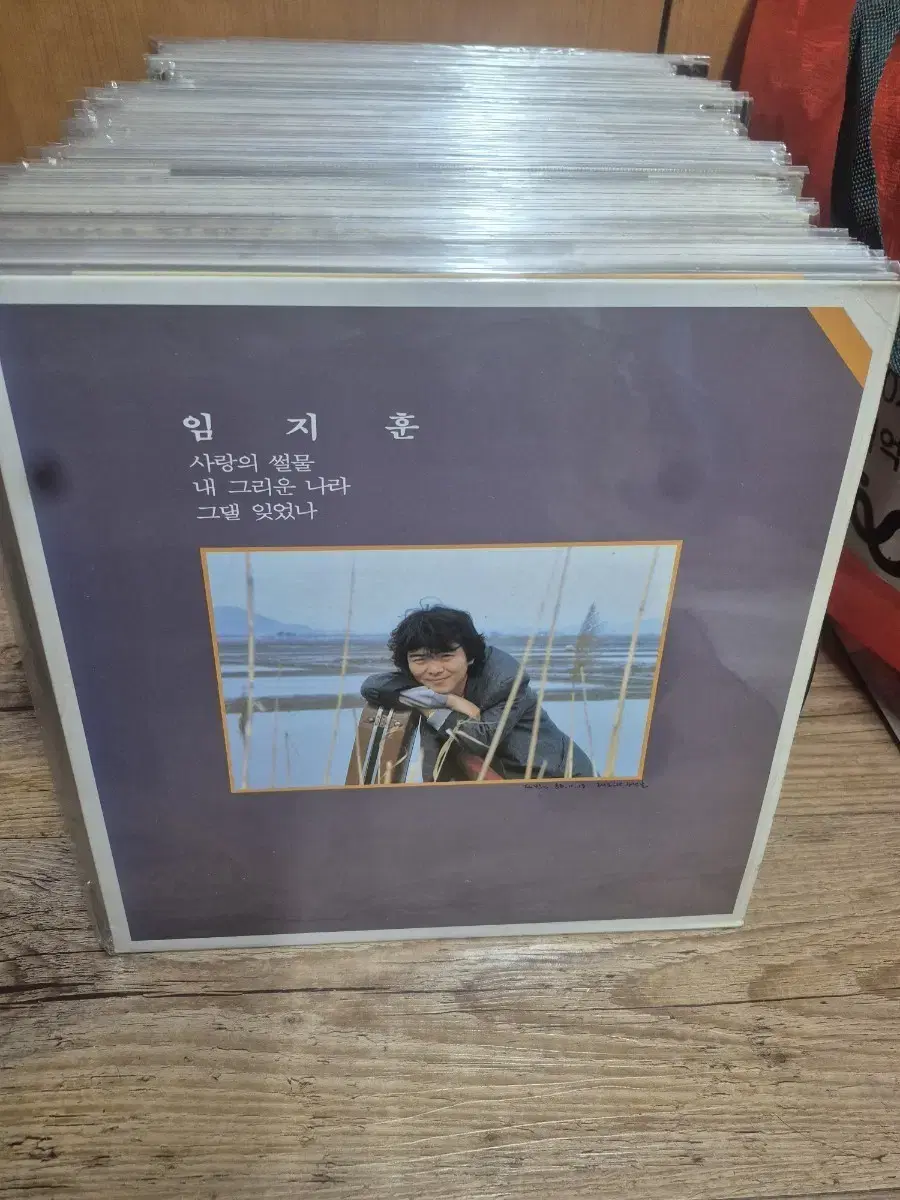 임 지 훈
사랑의 썰물
내 그리운 나라
그댈 잊었나
억